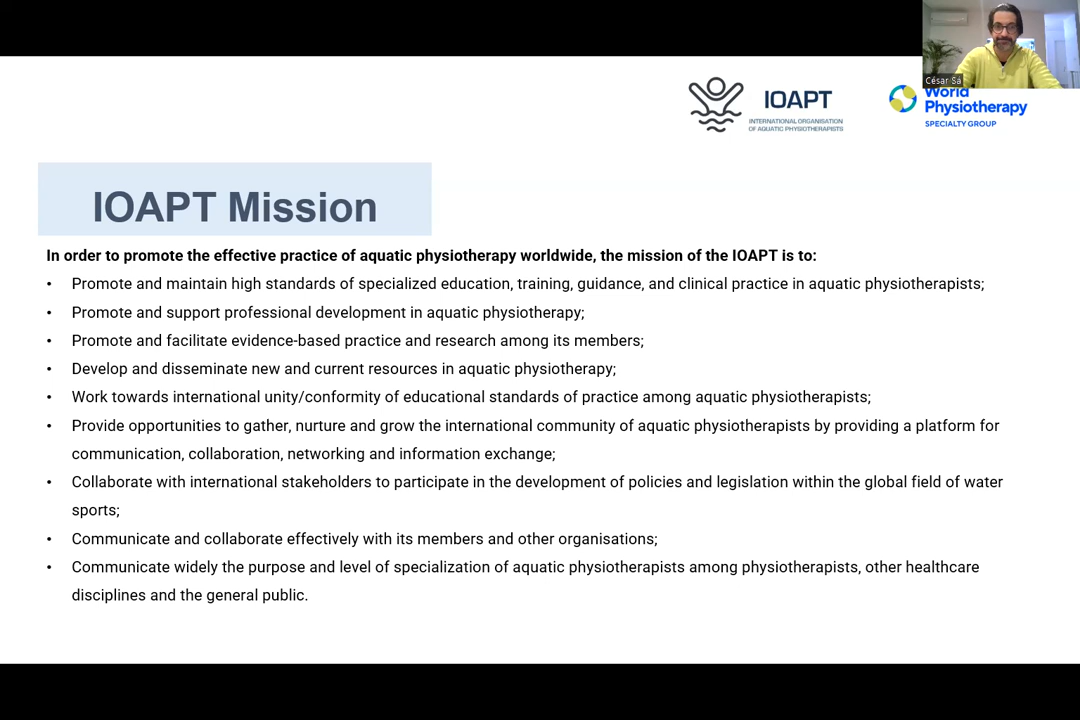 César Sá
IOAPT
INTERNATIONAL ORGANISATION
OF AQUATIC PHYSIOTHERAPISTS
World
Physiotherapy
SPECIALTY GROUP
IOAPT Mission
In order to promote the effective practice of aquatic physiotherapy worldwide, the mission of the IOAPT is to:
• Promote and maintain high standards of specialized education, training, guidance, and clinical practice in aquatic physiotherapists;
• Promote and support professional development in aquatic physiotherapy;
• Promote and facilitate evidence-based practice and research among its members;
• Develop and disseminate new and current resources in aquatic physiotherapy;
• Work towards international unity/conformity of educational standards of practice among aquatic physiotherapists;
• Provide opportunities to gather, nurture and grow the international community of aquatic physiotherapists by providing a platform for
communication, collaboration, networking and information exchange;
• Collaborate with international stakeholders to participate in the development of policies and legislation within the global field of water
sports;
• Communicate and collaborate effectively with its members and other organisations;
• Communicate widely the purpose and level of specialization of aquatic physiotherapists among physiotherapists, other healthcare
disciplines and the general public.